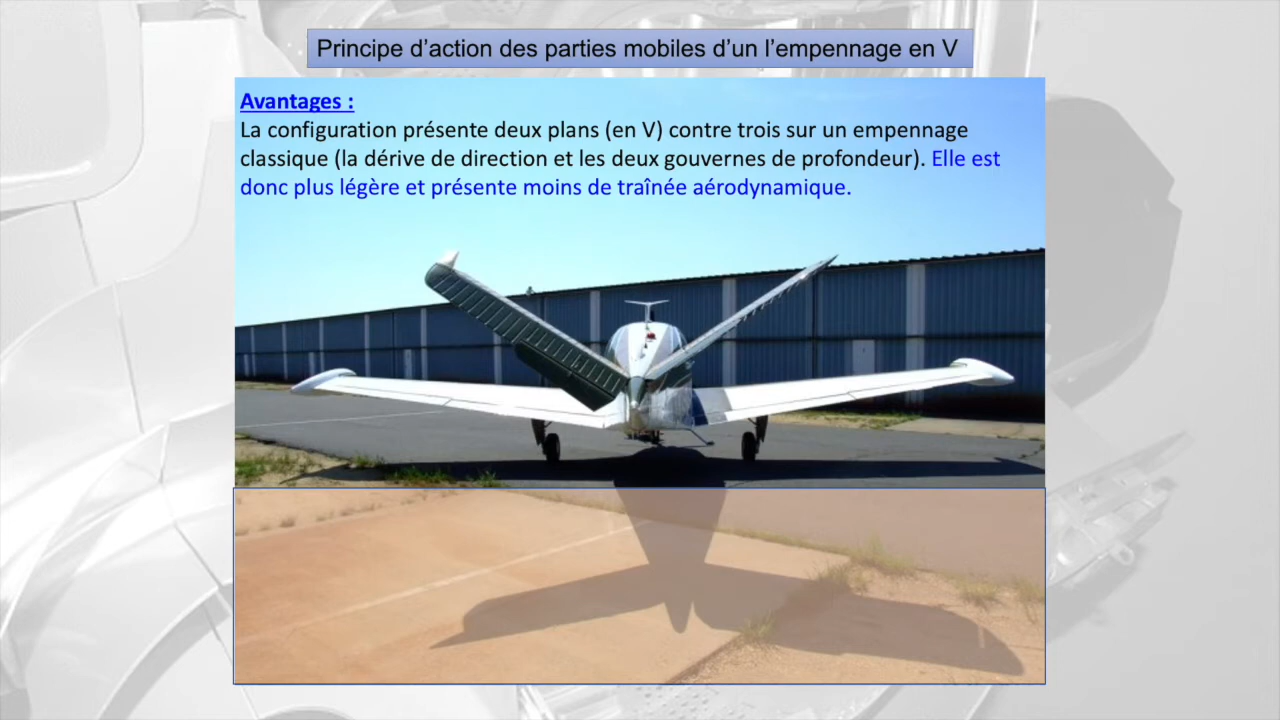 Principe d’action des parties mobiles d’un l’empennage en V
Avantages :
La configuration présente deux plans (en V) contre trois sur un empennage
classique (la dérive de direction et les deux gouvernes de profondeur). Elle est
donc plus légère et présente moins de traînée aérodynamique.